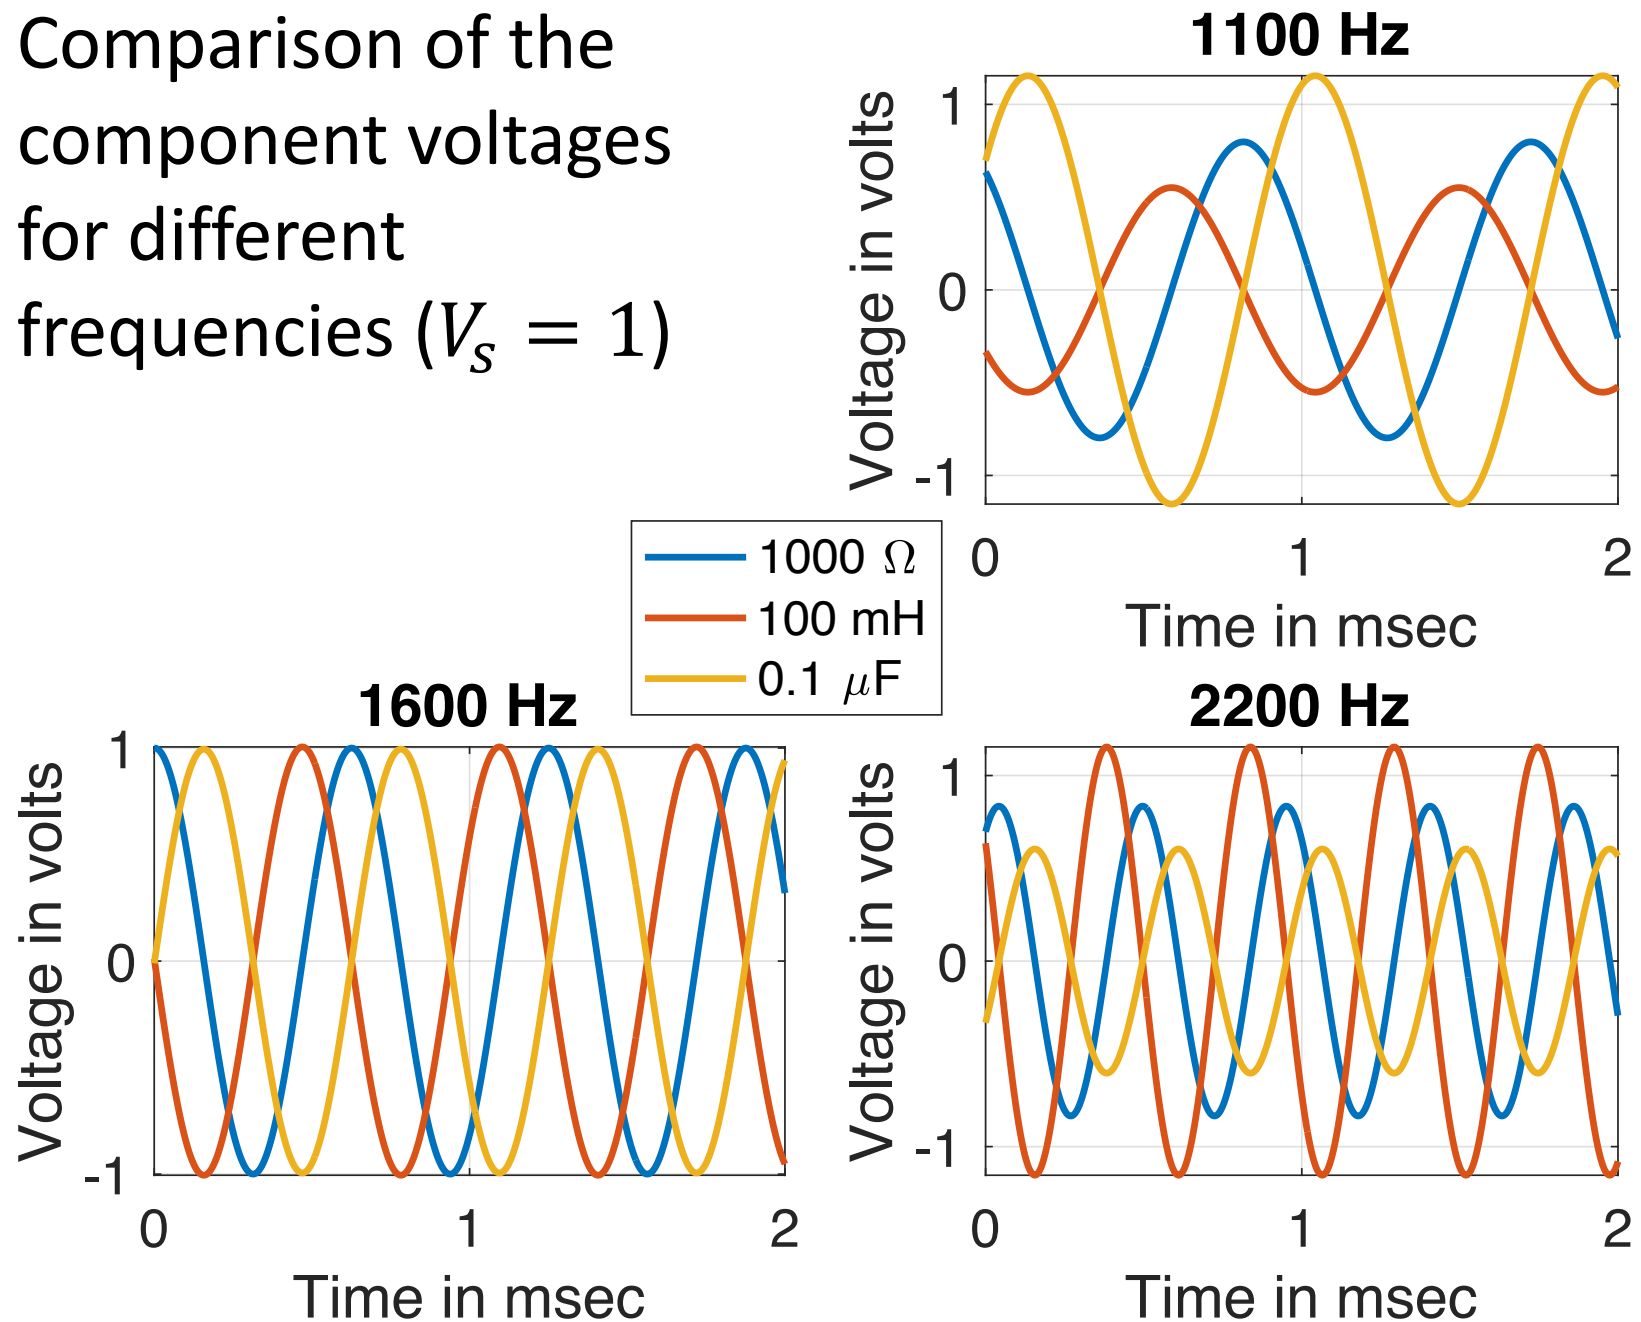 Comparison of the
component voltages
for different
frequencies (𝑉ₛ = 1)
1100 Hz
Voltage in volts
1
0
-1
0 1 2
Time in msec
1000 Ω
100 mH
0.1 μF
1600 Hz
Voltage in volts
1
0
-1
0 1 2
Time in msec
2200 Hz
Voltage in volts
1
0
-1
0 1 2
Time in msec